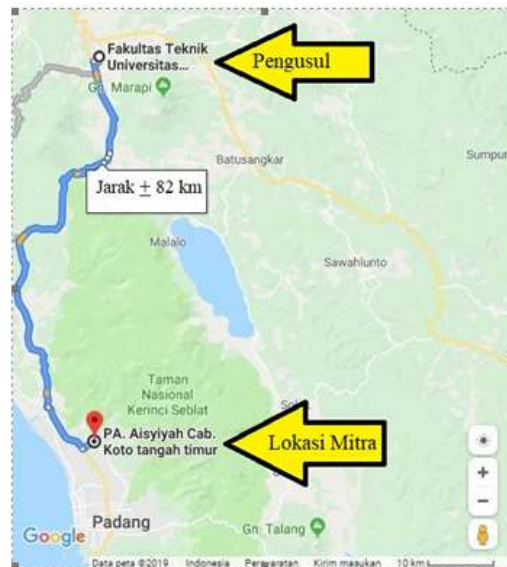 Fakultas Teknik
Universitas...
Pengusul
Gn. Marapi
Batusangkar
Sumpur
Jarak ± 82 km
Malalo
Sawahlunto
Taman
Nasional
Kerinci Seblat
PA. Aisyiyah Cab.
Koto tangah timur
Lokasi Mitra
Padang
Google
Gn. Talang
Data peta ©2019 Indonesia Persyaratan Kirim masukan 10 km